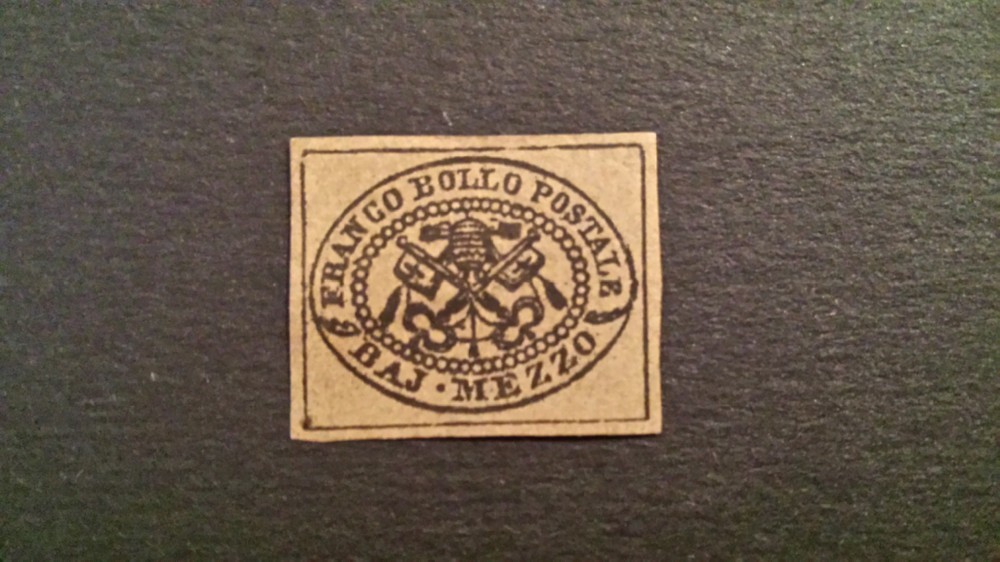 FRANCO BOLLO POSTALE
BAJ · MEZZO